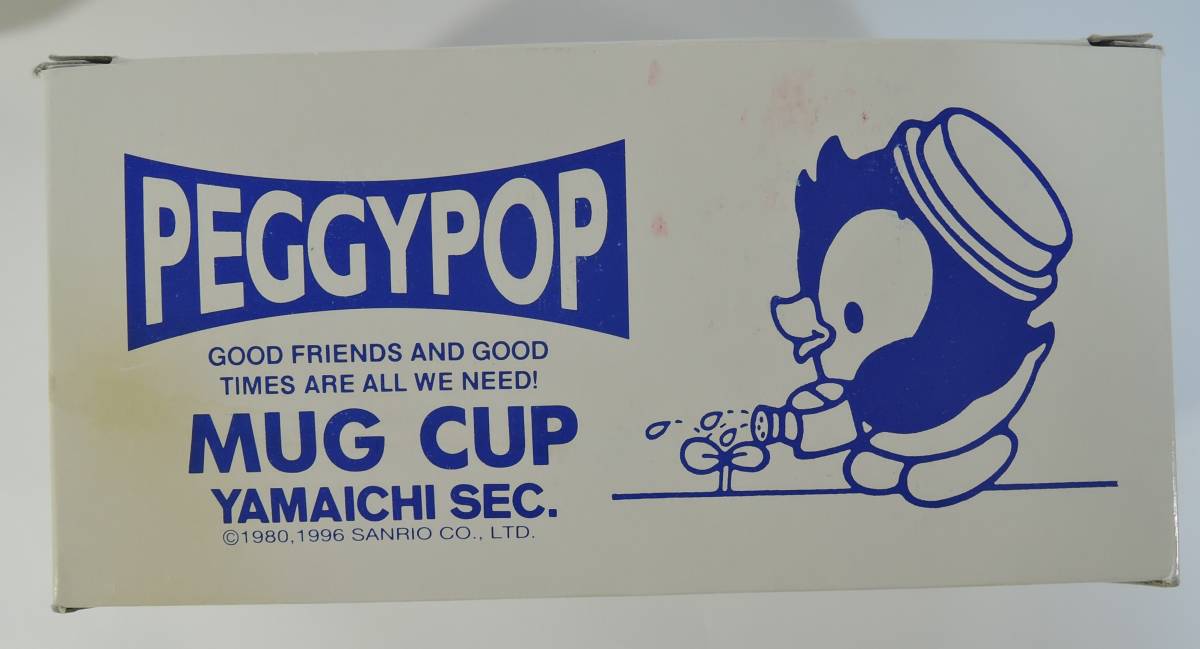 PEGGYPOP
GOOD FRIENDS AND GOOD
TIMES ARE ALL WE NEED!
MUG CUP
YAMAICHI SEC.
©1980,1996 SANRIO CO., LTD.